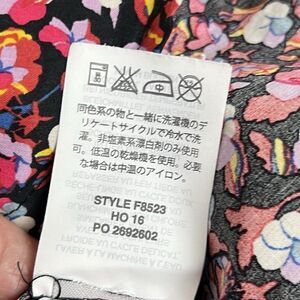 同色系の物と一緒に洗濯機のデ
リケートサイクルで冷水で洗
濯。非塩素系漂白剤のみ使用
可。低温の乾燥機を使用。必要
な場合は中温のアイロン。
STYLE F8523
HO 16
PO 2692602